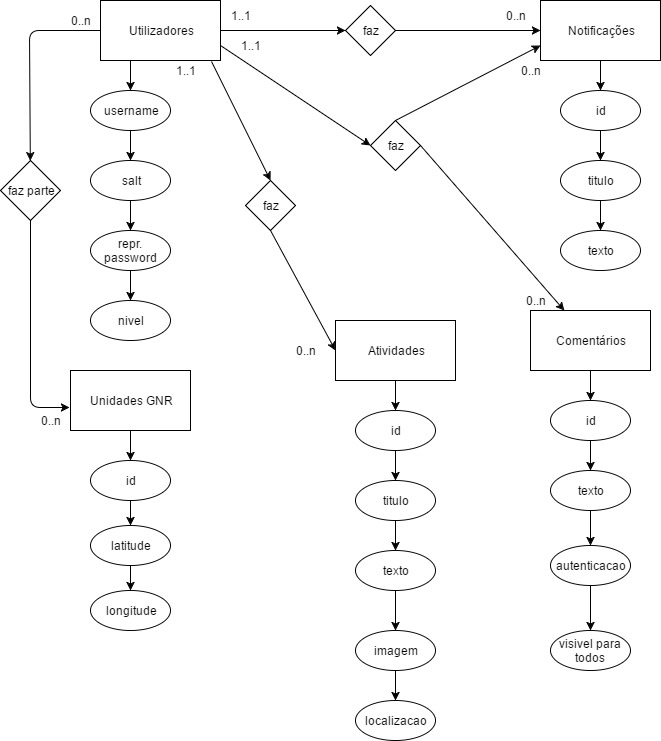 0..n
Utilizadores
1..1
faz
0..n
Notificações
1..1
1..1
0..n
username
id
faz
salt
titulo
faz parte
faz
repr.
password
texto
nivel
0..n
0..n
Atividades
Comentários
Unidades GNR
0..n
id
id
id
titulo
texto
latitude
texto
autenticacao
longitude
imagem
visivel para
todos
localizacao